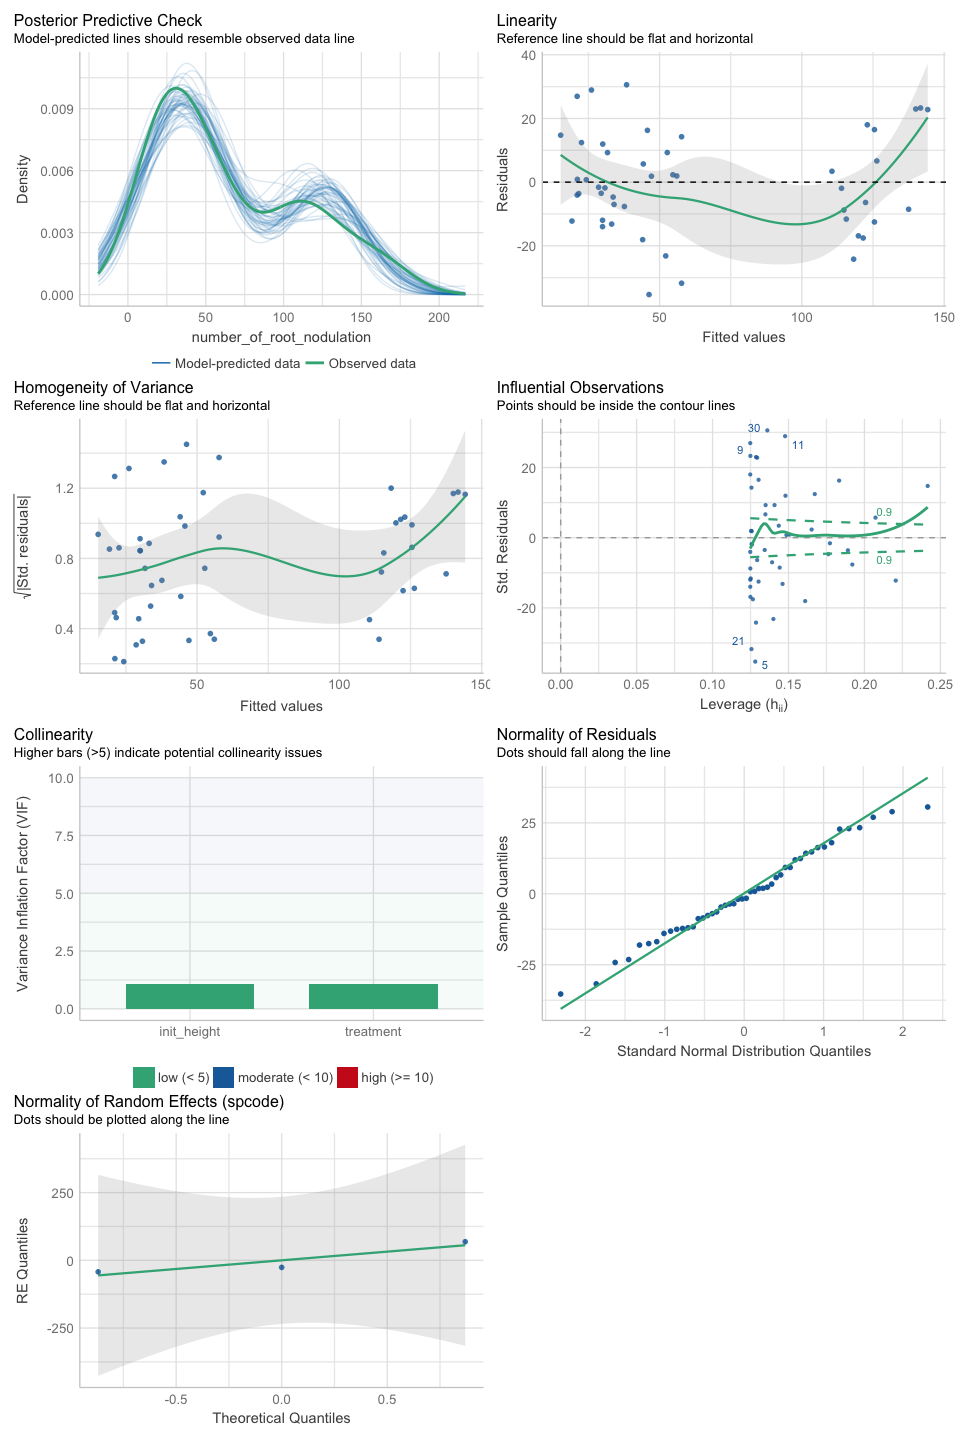 Posterior Predictive Check
Model-predicted lines should resemble observed data line
Density
0.009
0.006
0.003
0.000
0
50
100
150
200
number_of_root_nodulation
Model-predicted data
Observed data
Linearity
Reference line should be flat and horizontal
Residuals
40
20
0
-20
50
100
150
Fitted values
Homogeneity of Variance
Reference line should be flat and horizontal
√|Std. residuals|
1.2
0.8
0.4
50
100
150
Fitted values
Influential Observations
Points should be inside the contour lines
Std. Residuals
20
0
-20
30
9
11
0.9
0.9
21
5
0.00
0.05
0.10
0.15
0.20
0.25
Leverage (hii)
Collinearity
Higher bars (>5) indicate potential collinearity issues
Variance Inflation Factor (VIF)
10.0
7.5
5.0
2.5
0.0
init_height
treatment
low (< 5)
moderate (< 10)
high (>= 10)
Normality of Residuals
Dots should fall along the line
Sample Quantiles
25
0
-25
-2
-1
0
1
2
Standard Normal Distribution Quantiles
Normality of Random Effects (spcode)
Dots should be plotted along the line
RE Quantiles
250
0
-250
-0.5
0.0
0.5
Theoretical Quantiles